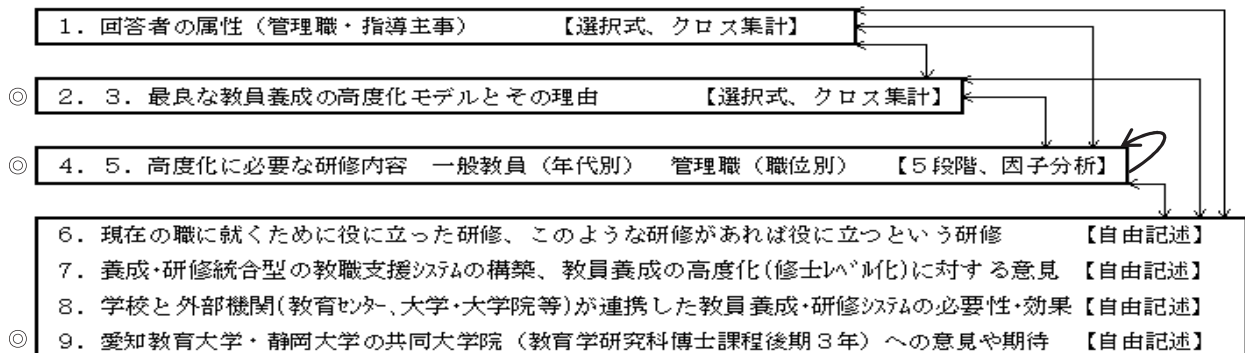 1．回答者の属性（管理職・指導主事）　【選択式、クロス集計】
◎ 2．3．最良な教員養成の高度化モデルとその理由　【選択式、クロス集計】
◎ 4．5．高度化に必要な研修内容　一般教員（年代別）　管理職（職位別）　【5段階、因子分析】
6．現在の職に就くために役に立った研修、このような研修があれば役に立つという研修　【自由記述】
7．養成・研修統合型の教職支援ｼｽﾃﾑの構築、教員養成の高度化(修士ﾚﾍﾞﾙ化)に対する意見　【自由記述】
8．学校と外部機関(教育ｾﾝﾀｰ、大学・大学院等)が連携した教員養成・研修ｼｽﾃﾑの必要性・効果【自由記述】
◎ 9．愛知教育大学・静岡大学の共同大学院（教育学研究科博士課程後期3年）への意見や期待　【自由記述】